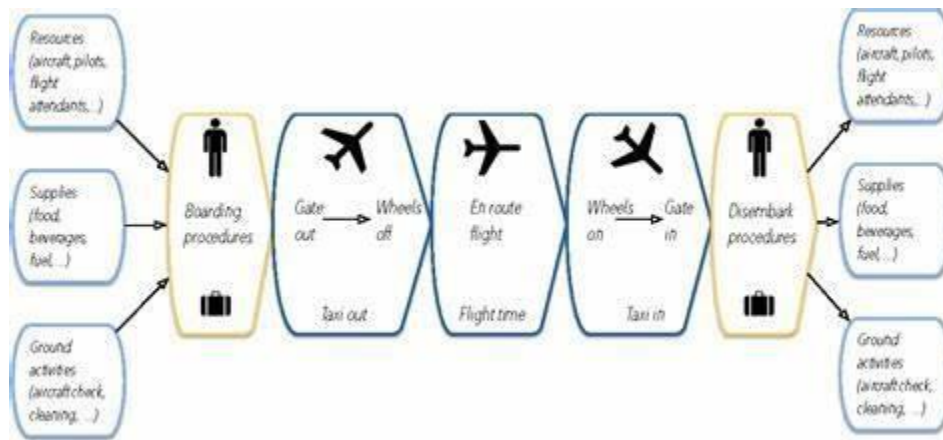 Resources
(aircraft, pilots,
flight
attendants,...)
Supplies
(food,
beverages,
fuel,...)
Ground
activities
(aircraft check,
cleaning, ...)
Boarding
procedures
Gate
out
Wheels
off
Taxi out
En route
flight
Flight time
Wheels
on
Gate
in
Taxi in
Disembark
procedures
Resources
(aircraft, pilots,
flight
attendants,...)
Supplies
(food,
beverages,
fuel,...)
Ground
activities
(aircraft check,
cleaning, ...)